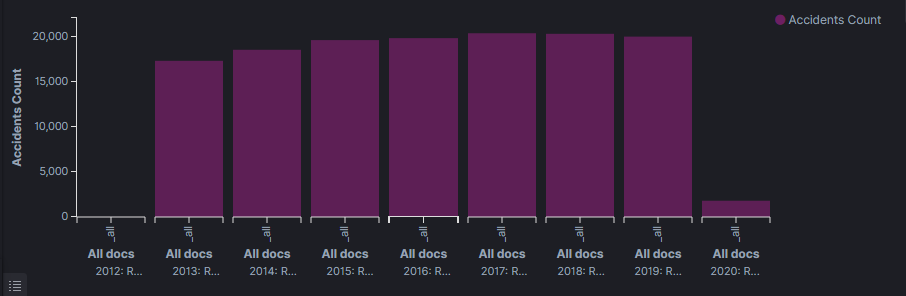 Accidents Count
20,000
15,000
10,000
5,000
0
Accidents Count
_all _all _all _all _all _all _all _all _all
All docs All docs All docs All docs All docs All docs All docs All docs All docs
2012: R... 2013: R... 2014: R... 2015: R... 2016: R... 2017: R... 2018: R... 2019: R... 2020: R...